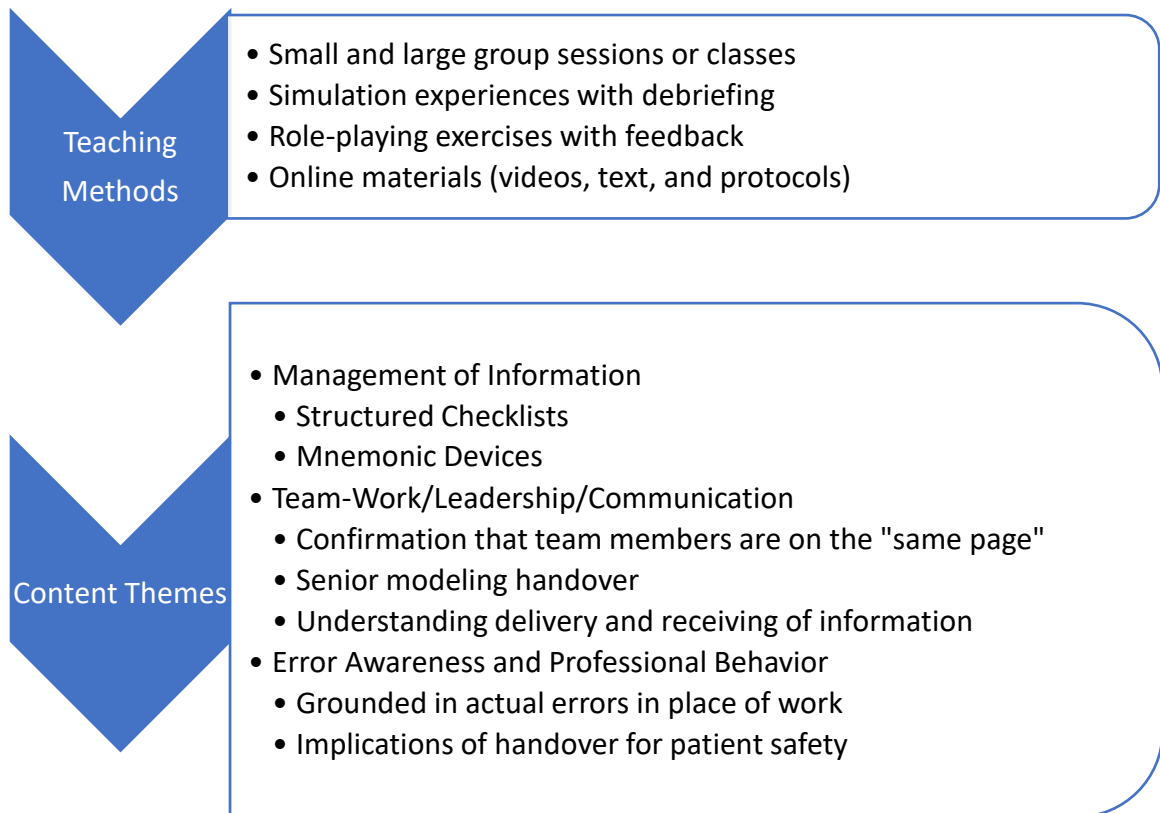 Teaching
Methods
• Small and large group sessions or classes
• Simulation experiences with debriefing
• Role-playing exercises with feedback
• Online materials (videos, text, and protocols)
Content Themes
• Management of Information
• Structured Checklists
• Mnemonic Devices
• Team-Work/Leadership/Communication
• Confirmation that team members are on the "same page"
• Senior modeling handover
• Understanding delivery and receiving of information
• Error Awareness and Professional Behavior
• Grounded in actual errors in place of work
• Implications of handover for patient safety